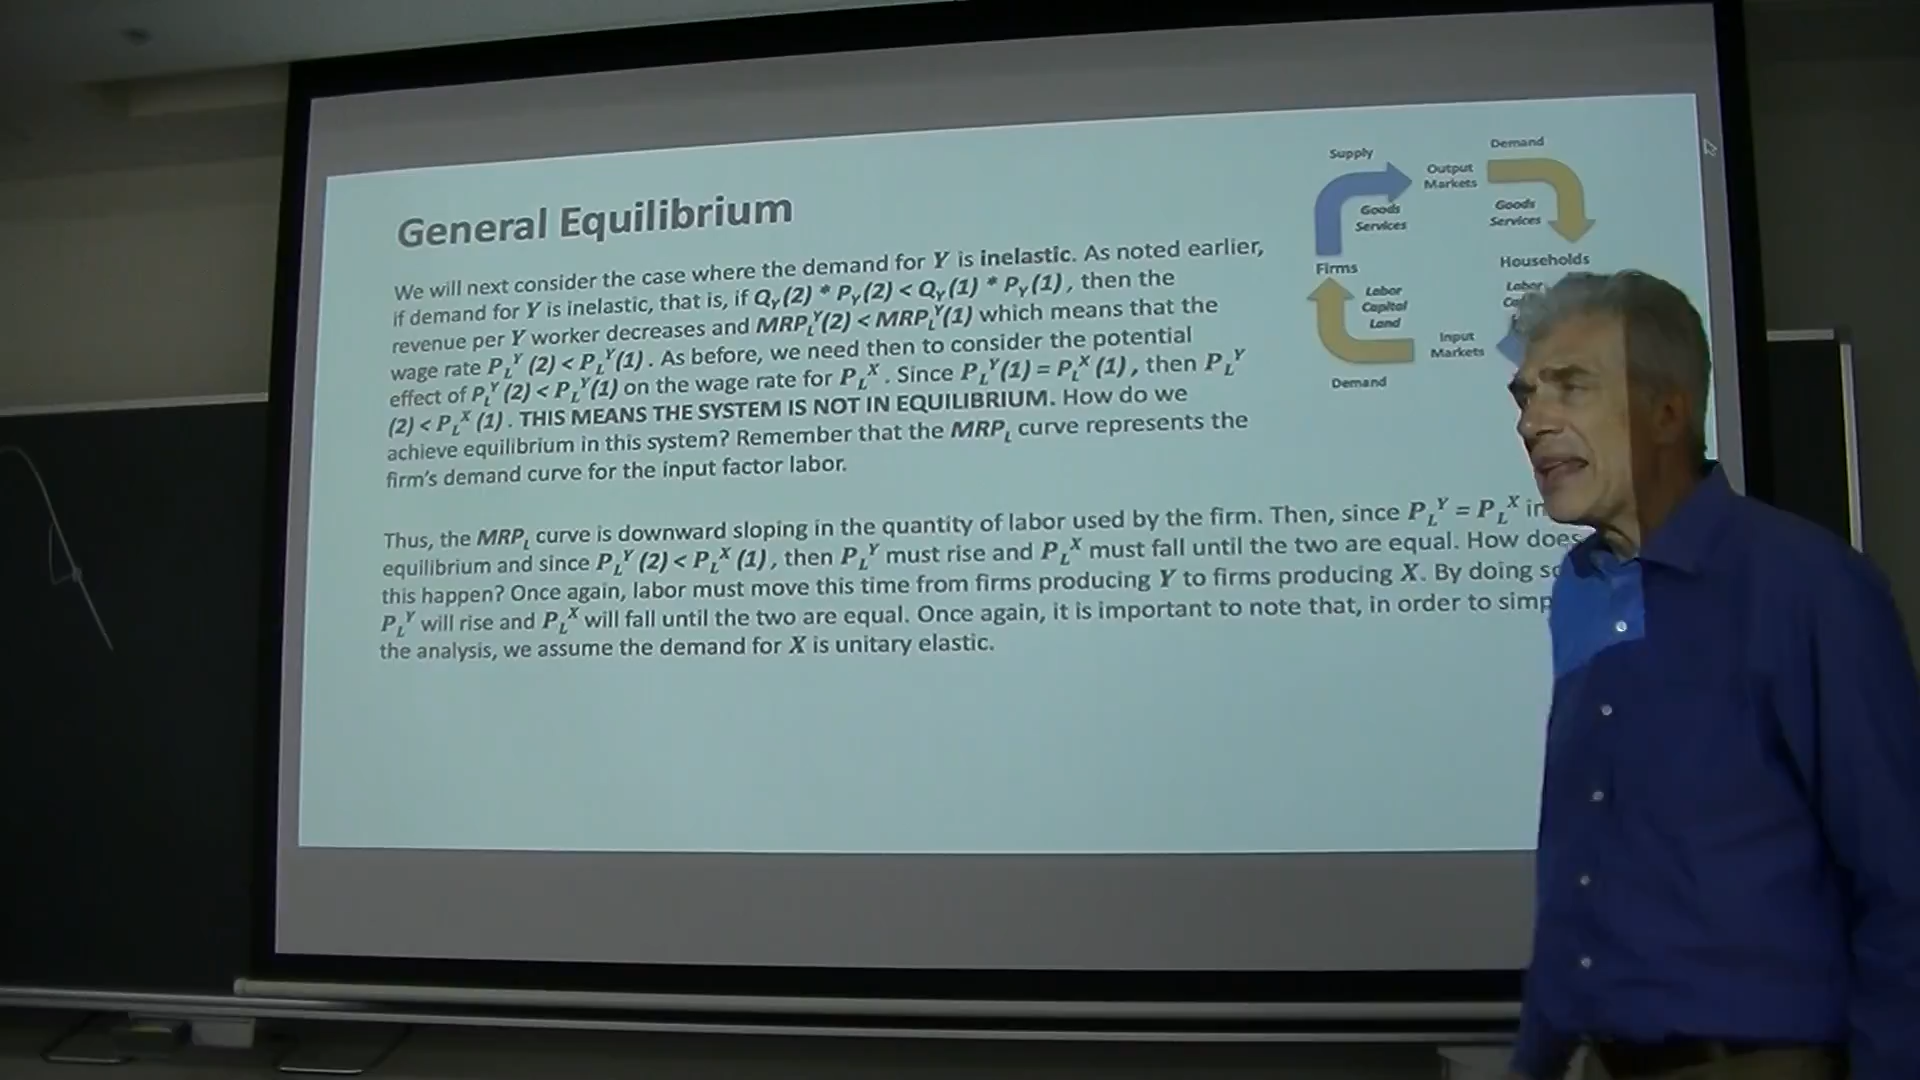 General Equilibrium
We will next consider the case where the demand for Y is inelastic. As noted earlier,
if demand for Y is inelastic, that is, if Q_Y(2) * P_Y(2) < Q_Y(1) * P_Y(1), then the
revenue per Y worker decreases and MRP_L^Y(2) < MRP_L^Y(1) which means that the
wage rate P_L^Y (2) < P_L^Y(1). As before, we need then to consider the potential
effect of P_L^Y (2) < P_L^Y(1) on the wage rate for P_L^X. Since P_L^Y(1) = P_L^X (1), then P_L^Y
(2) < P_L^X (1). THIS MEANS THE SYSTEM IS NOT IN EQUILIBRIUM. How do we
achieve equilibrium in this system? Remember that the MRP_L curve represents the
firm's demand curve for the input factor labor.
Thus, the MRP_L curve is downward sloping in the quantity of labor used by the firm. Then, since P_L^Y = P_L^X in
equilibrium and since P_L^Y (2) < P_L^X (1), then P_L^Y must rise and P_L^X must fall until the two are equal. How does
this happen? Once again, labor must move this time from firms producing Y to firms producing X. By doing
P_L^Y will rise and P_L^X will fall until the two are equal. Once again, it is important to note that, in order to
the analysis, we assume the demand for X is unitary elastic.
Supply
Demand
Output
Markets
Goods
Services
Goods
Services
Firms
Households
Labor
Capital
Land
Labor
Input
Markets
Demand